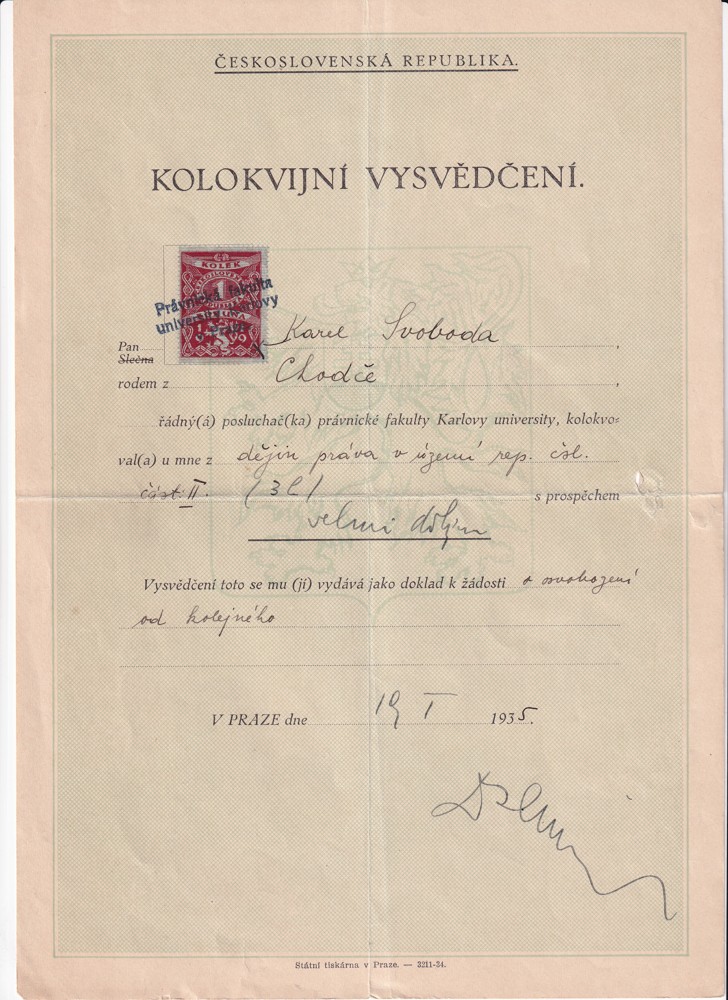 ČESKOSLOVENSKÁ REPUBLIKA.
KOLOKVIJNÍ VYSVĚDČENÍ.
KOLEK
1
Právnická fakulta
university Karlovy
v Praze
Pan Karel Svoboda,
Slečna
rodem z Chodče,
řádný(á) posluchač(ka) právnické fakulty Karlovy university, kolokvo-
val(a) u mne z dějin práva v území rep. čsl.
část II. (3 /) s prospěchem
velmi dobrým
Vysvědčení toto se mu (jí) vydává jako doklad k žádosti o osvobození
od kolejného
V PRAZE dne 19 I 1935.
Státní tiskárna v Praze. — 3211-34.